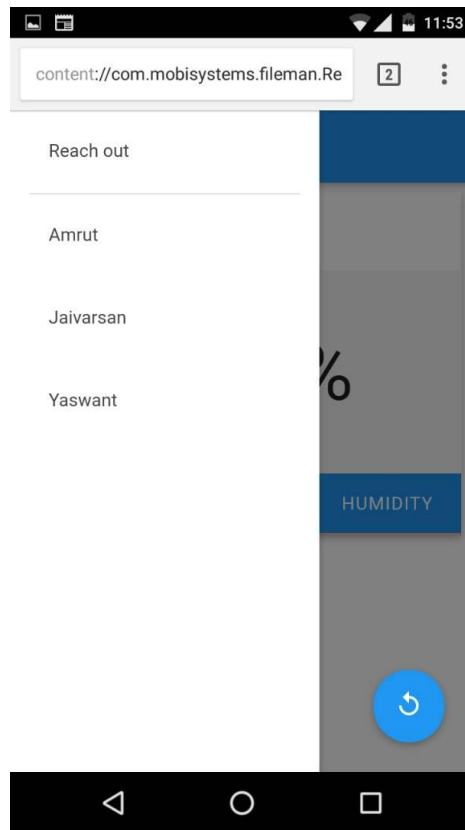 11:53
content://com.mobisystems.fileman.Re
2
Reach out
Amrut
Jaivarsan
Yaswant
%
HUMIDITY